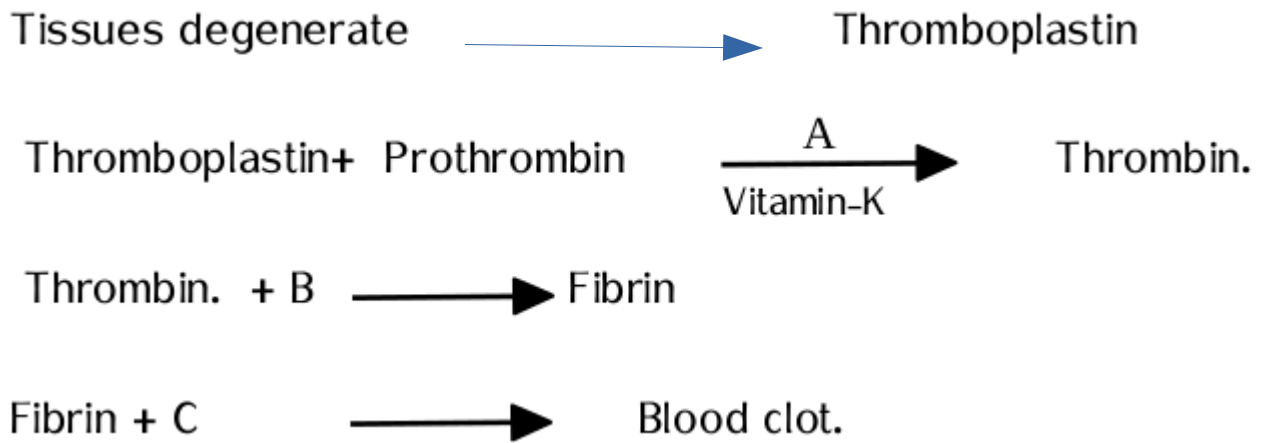 Tissues degenerate Thromboplastin
A
Thromboplastin+ Prothrombin Thrombin.
Vitamin-K
Thrombin. + B Fibrin
Fibrin + C Blood clot.